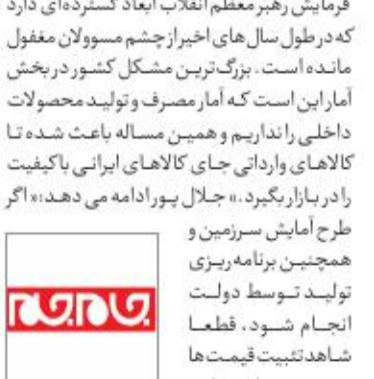 فرمایش رهبر معظم انقلاب ابعاد گسترده‌ای دارد
که در طول سال های اخیر از چشم مسوولان مغفول
مانده است. بزرگ‌ترین مشکل کشور در بخش
آمار این است که آمار مصرف و تولید محصولات
داخلی را نداریم و همین مساله باعث شده تا
کالاهای وارداتی جای کالاهای ایرانی باکیفیت
را در بازار بگیرد.» جلال پور ادامه می دهد:«اگر
طرح آمایش سرزمین و
همچنین برنامه‌ریزی
تولید توسط دولت
انجام شود، قطعا
شاهد تثبیت قیمت ها
جام‌جم